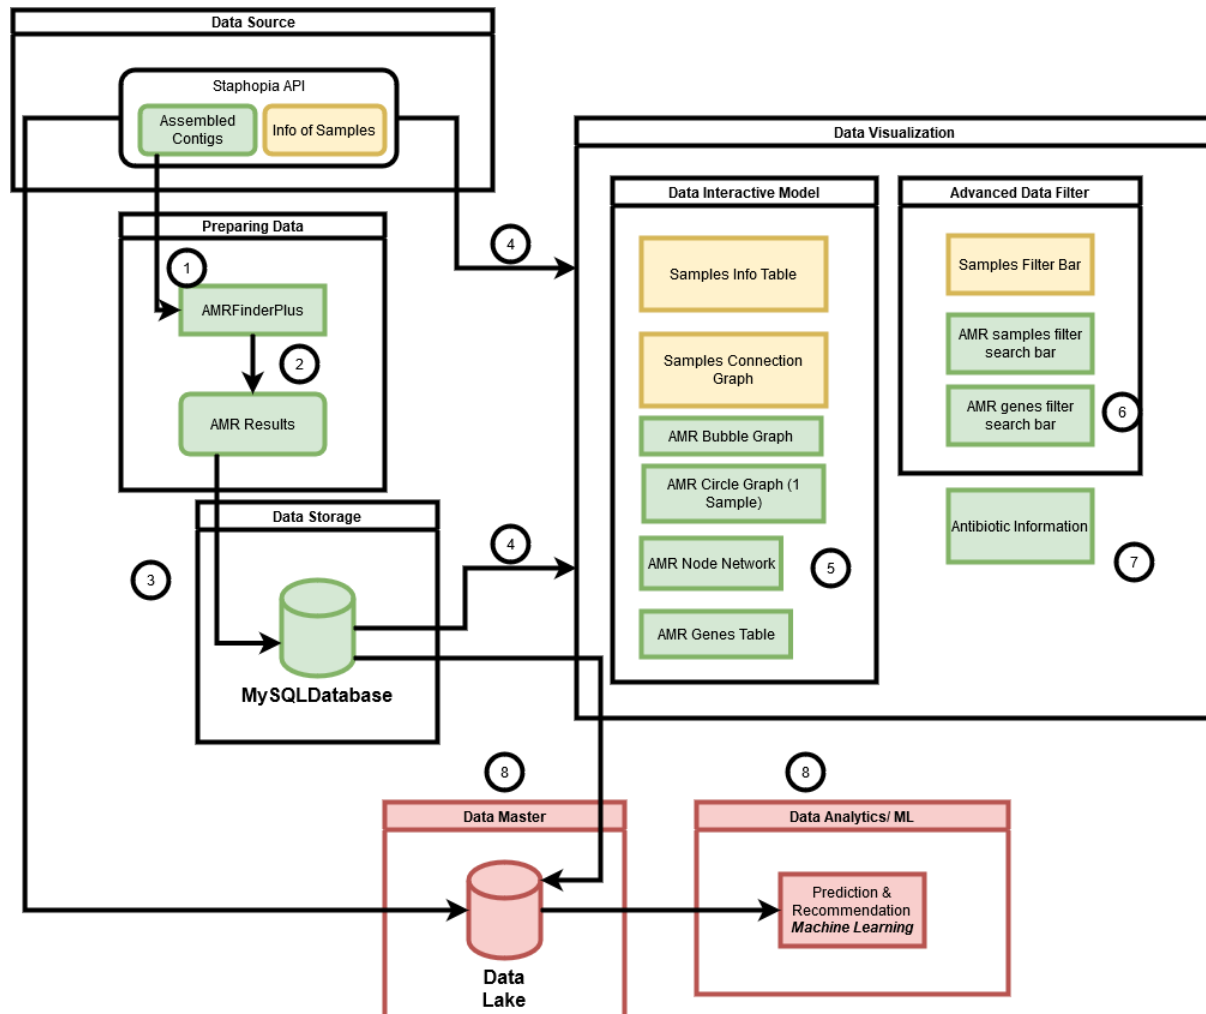 Data Source
Staphopia API
Assembled
Contigs
Info of Samples
Preparing Data
1
AMRFinderPlus
2
AMR Results
3
Data Storage
MySQLDatabase
4
4
Data Visualization
Data Interactive Model
Samples Info Table
Samples Connection
Graph
AMR Bubble Graph
AMR Circle Graph (1
Sample)
AMR Node Network
5
AMR Genes Table
Advanced Data Filter
Samples Filter Bar
AMR samples filter
search bar
AMR genes filter
search bar
6
Antibiotic Information
7
8
Data Master
Data
Lake
8
Data Analytics/ ML
Prediction &
Recommendation
Machine Learning